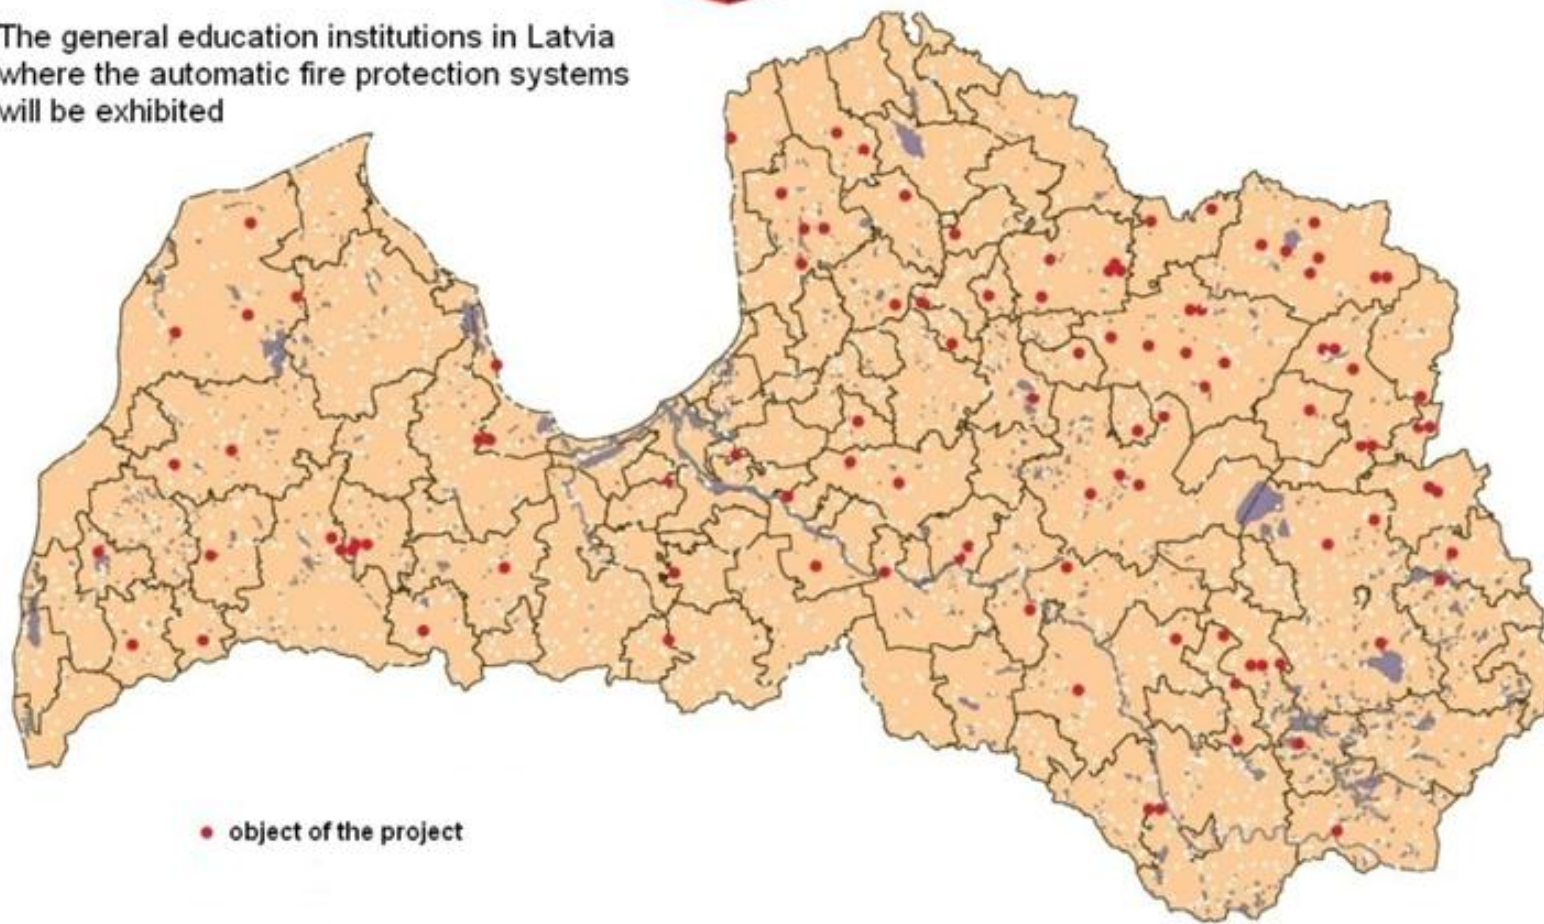 The general education institutions in Latvia
where the automatic fire protection systems
will be exhibited
object of the project